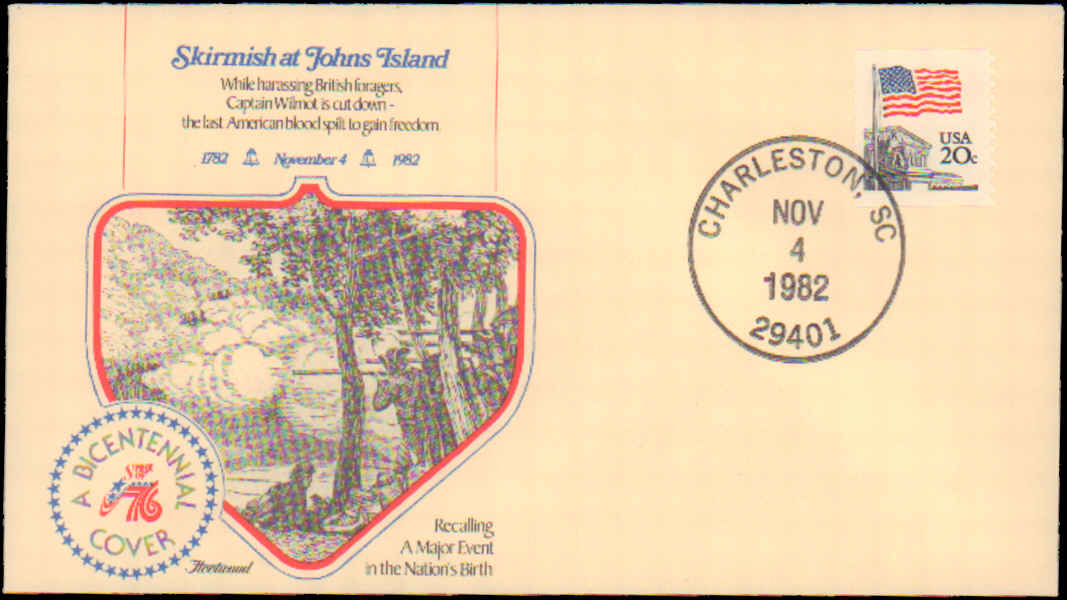 Skirmish at Johns Island
While harassing British foragers,
Captain Wilmot is cut down -
the last American blood spilt to gain freedom.
1782 November 4 1982
USA
20c
CHARLESTON, SC
NOV
4
1982
29401
A BICENTENNIAL
SPIRIT OF
76
COVER
Fleetwood
Recalling
A Major Event
in the Nation's Birth